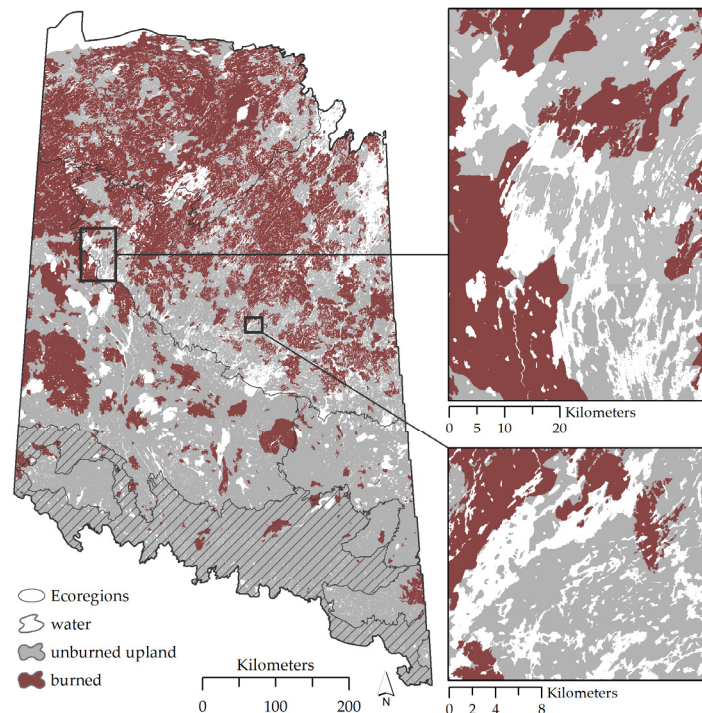 0 5 10 20 Kilometers
Ecoregions
water
unburned upland
burned
Kilometers
0 100 200
N
Kilometers
0 2 4 8